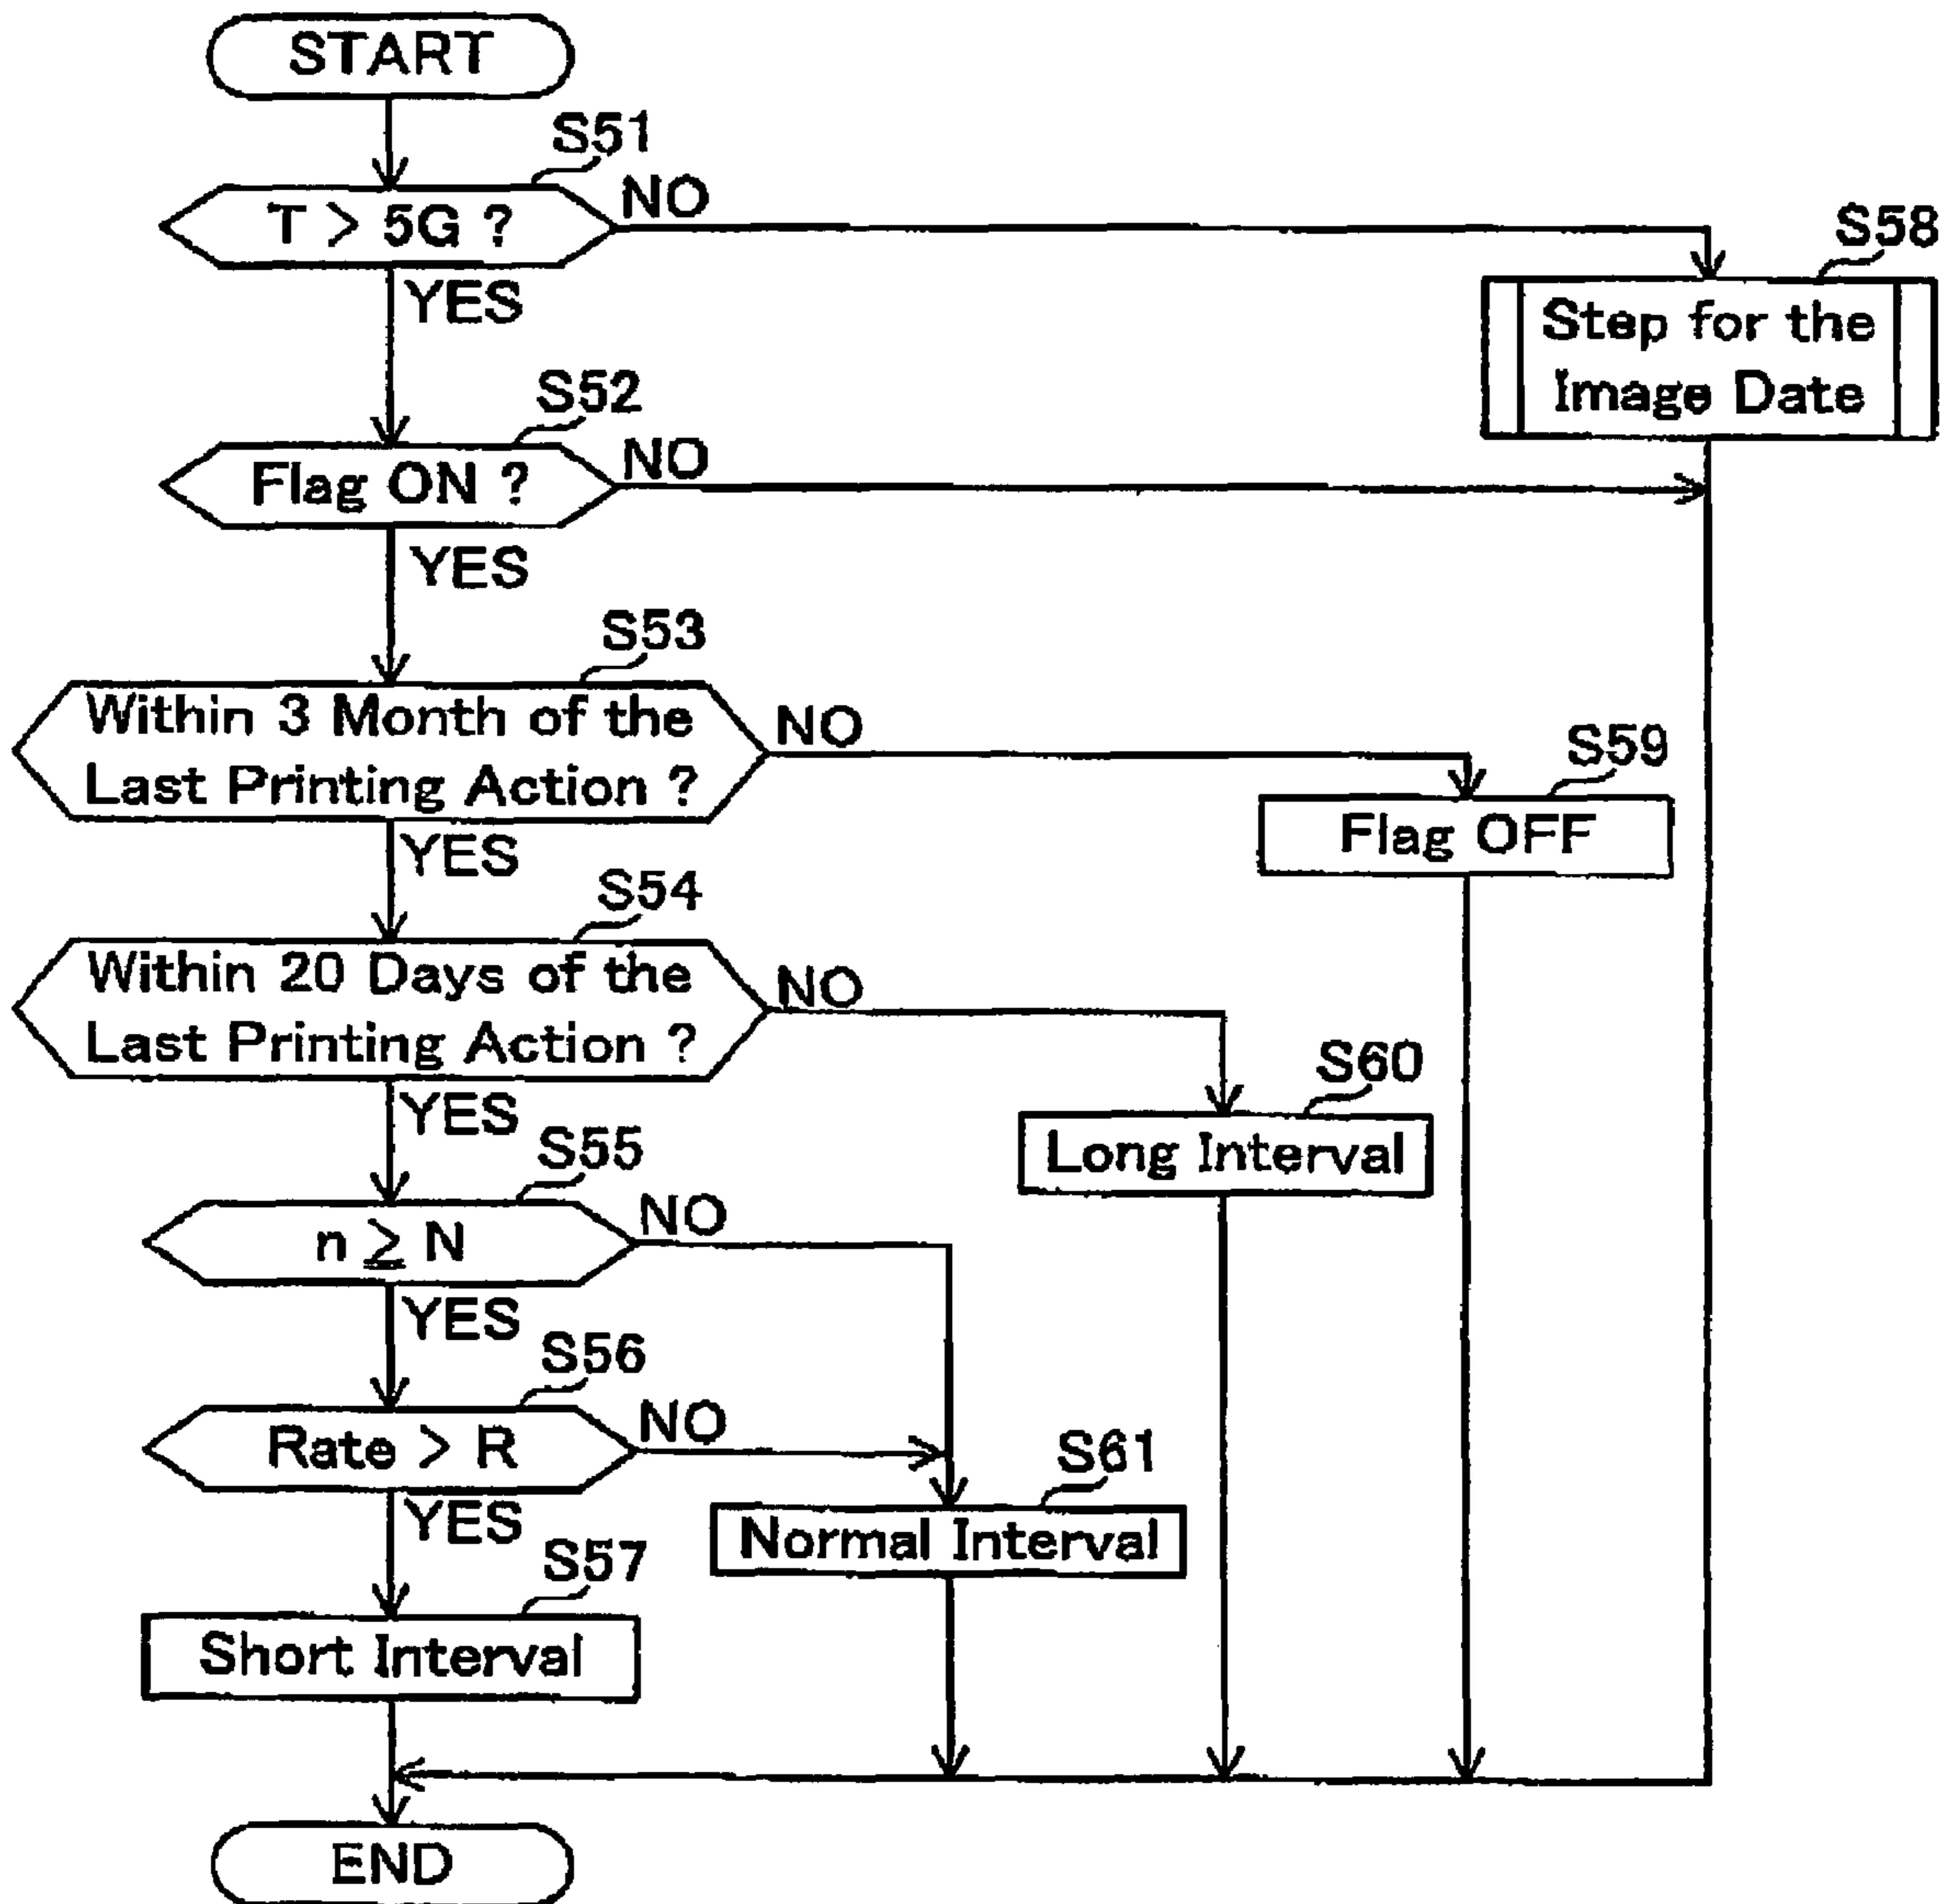 START
S51
T > 5G ?
NO
YES
S58
Step for the
Image Date
S52
Flag ON ?
NO
YES
S53
Within 3 Month of the
Last Printing Action ?
NO
YES
S59
Flag OFF
S54
Within 20 Days of the
Last Printing Action ?
NO
YES
S60
Long Interval
S55
n ≧ N
NO
YES
S56
Rate > R
NO
YES
S61
Normal Interval
S57
Short Interval
END